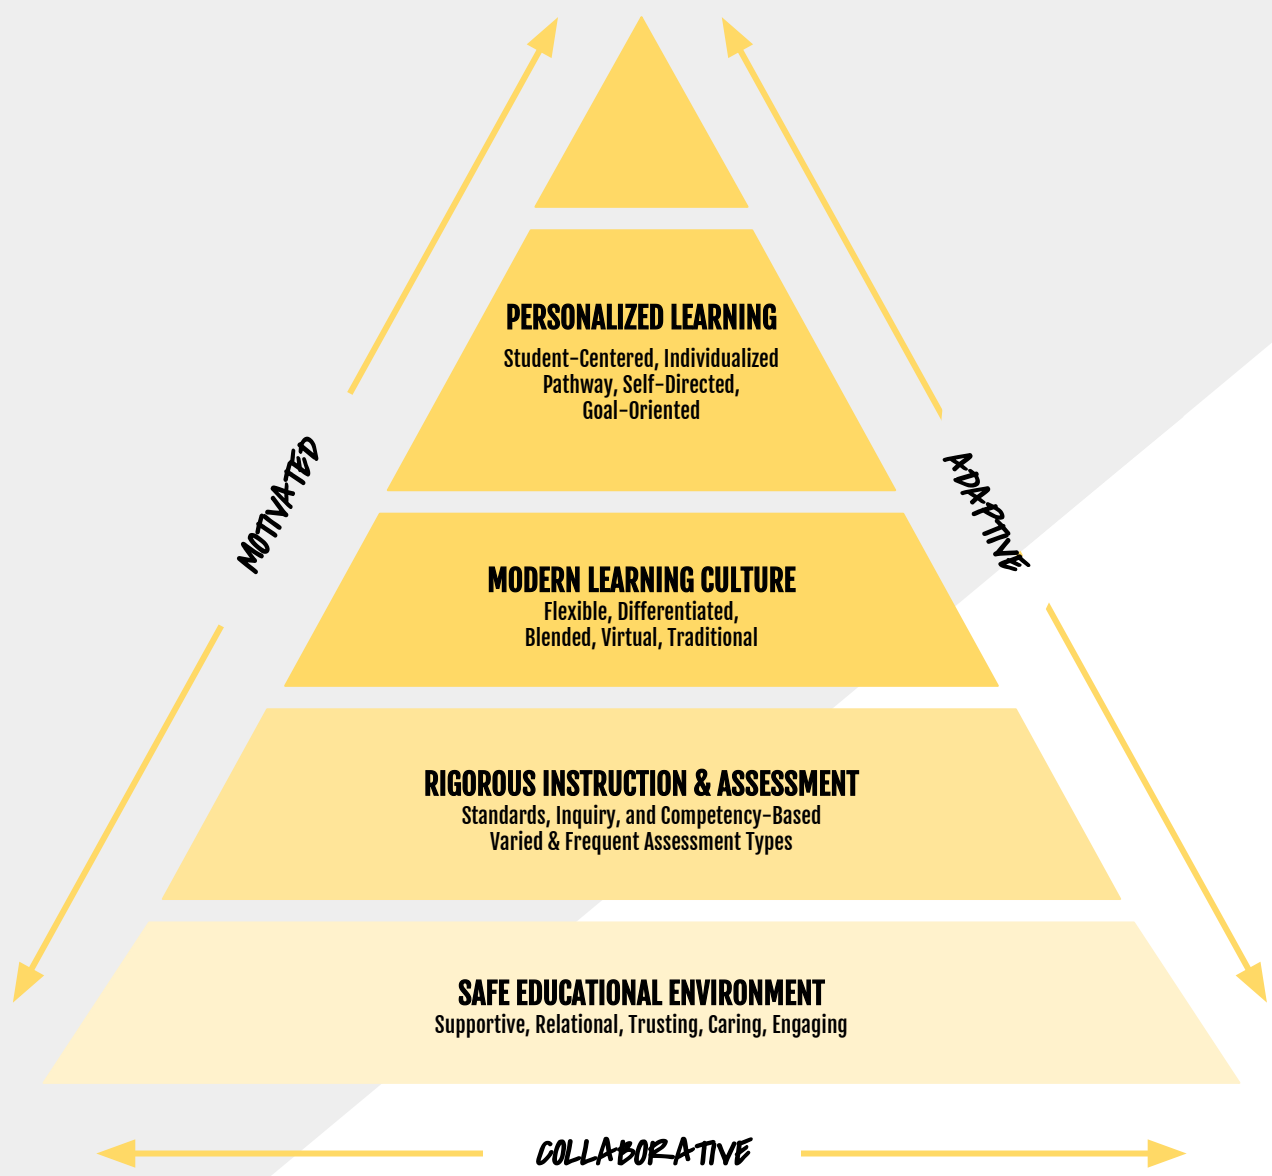 PERSONALIZED LEARNING
Student-Centered, Individualized
Pathway, Self-Directed,
Goal-Oriented
MOTIVATED
ADAPTIVE
MODERN LEARNING CULTURE
Flexible, Differentiated,
Blended, Virtual, Traditional
RIGOROUS INSTRUCTION & ASSESSMENT
Standards, Inquiry, and Competency-Based
Varied & Frequent Assessment Types
SAFE EDUCATIONAL ENVIRONMENT
Supportive, Relational, Trusting, Caring, Engaging
COLLABORATIVE